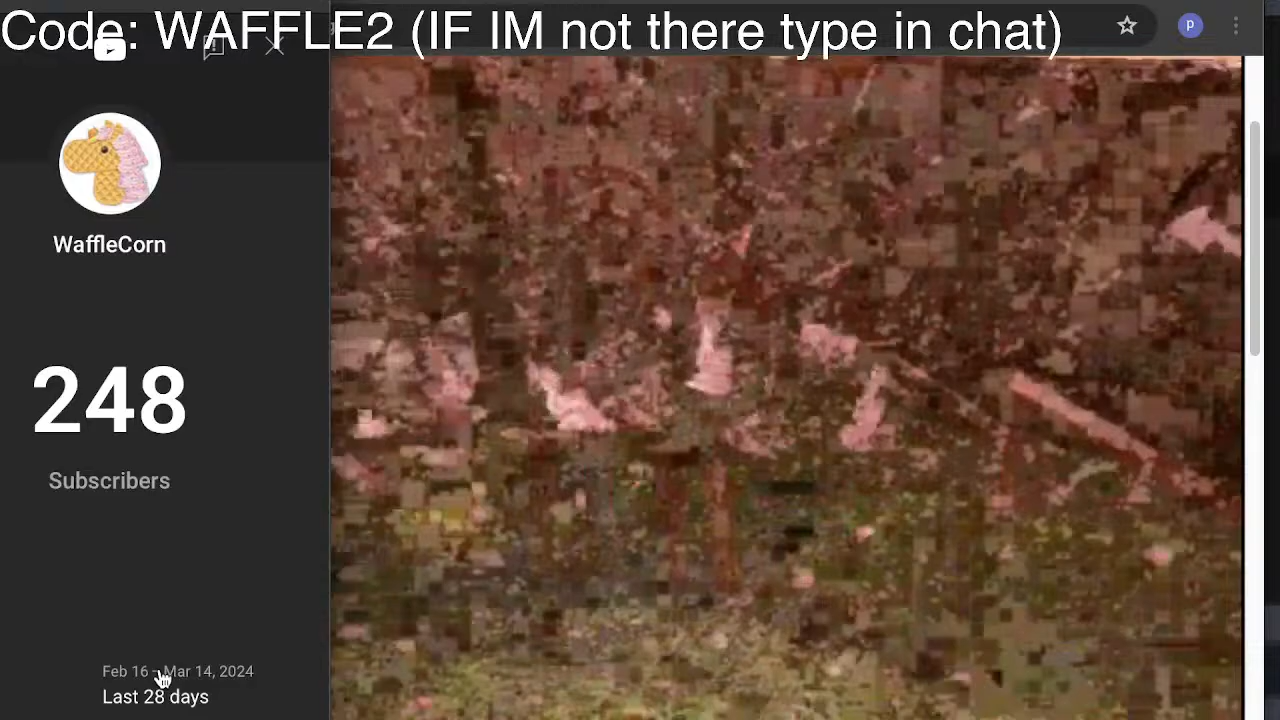 Code: WAFFLE2 (IF IM not there type in chat)
p
WaffleCorn
248
Subscribers
Feb 16 – Mar 14, 2024
Last 28 days